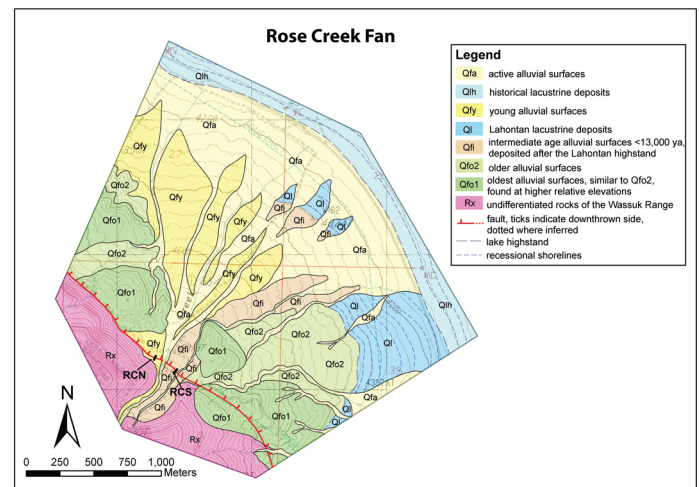 Rose Creek Fan
Legend
Qfa active alluvial surfaces
Qlh historical lacustrine deposits
Qfy young alluvial surfaces
Ql Lahontan lacustrine deposits
Qfi intermediate age alluvial surfaces <13,000 ya,
deposited after the Lahontan highstand
Qfo2 older alluvial surfaces
Qfo1 oldest alluvial surfaces, similar to Qfo2,
found at higher relative elevations
Rx undifferentiated rocks of the Wassuk Range
fault, ticks indicate downthrown side,
dotted where inferred
lake highstand
recessional shorelines
Qlh
Qfa
Qfy
Qfa
Qfo2
Qfy
Ql
Ql
Qfo1
Qfy
Qfi
Qfi
Ql
Qfi
Qfo2
Qfa
Qfy
Qfy
Qfo1
Qfi
Ql
Qlh
Qfa
Qfi
Qfa
Qfo2
Ql
Qfy
Qfi
Qfo1
Qfo2
Qfo2
Rx
Qfi
Qfi
Qfo2
RCN
RCS
Qfa
Qfi
Qfo1
Qfo1
Ql
Rx
N
0 250 500 750 1,000
Meters